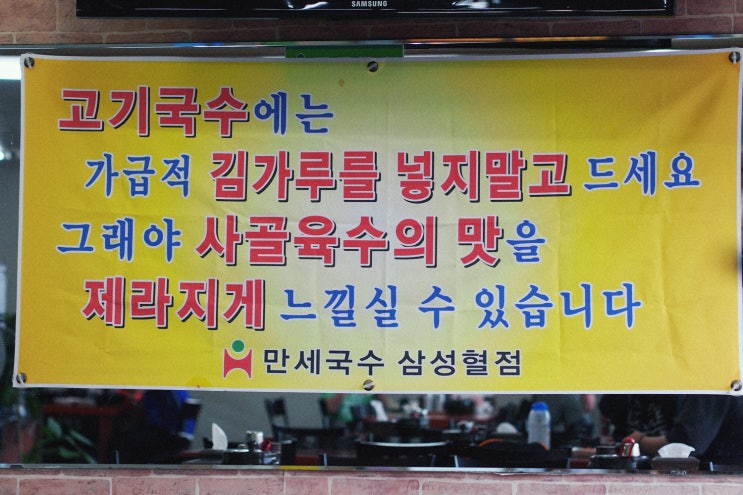 SAMSUNG
고기국수에는
가급적 김가루를 넣지말고 드세요
그래야 사골육수의 맛을
제라지게 느낄실 수 있습니다
만세국수 삼성혈점